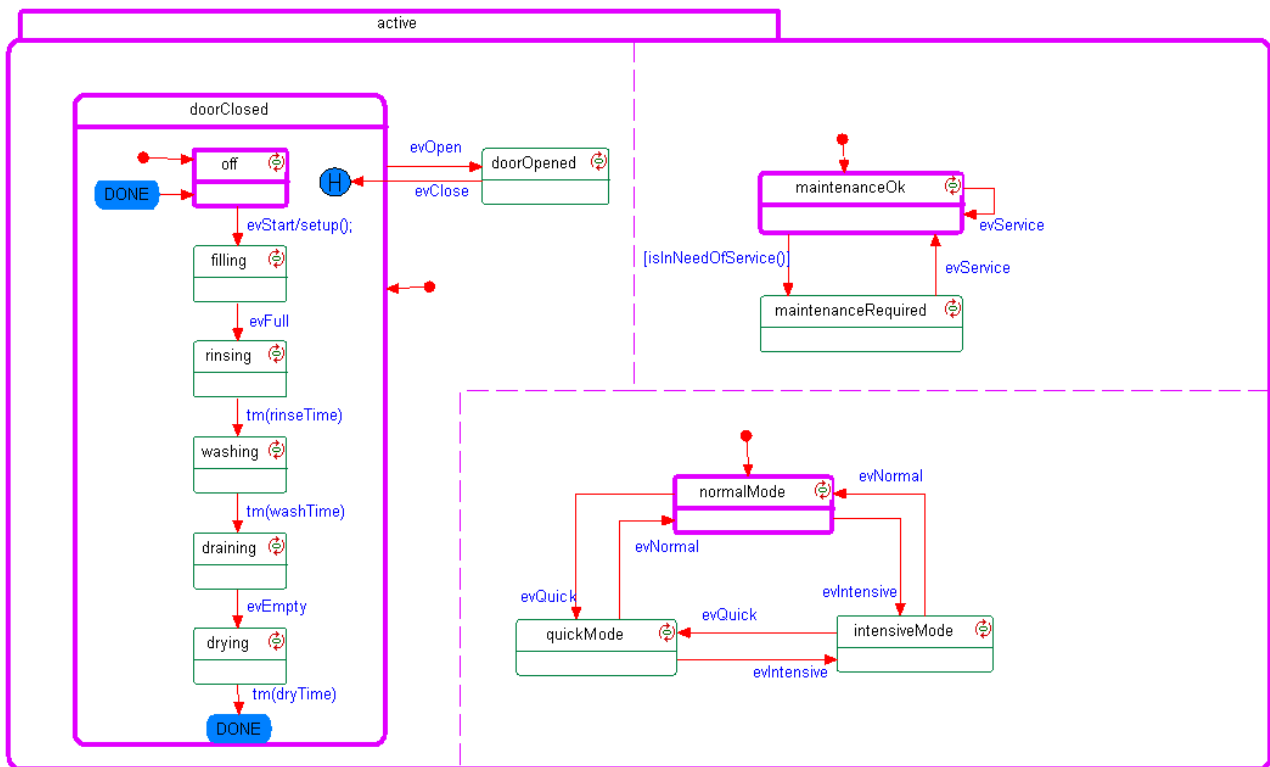 active
doorClosed
off
DONE
evStart/setup();
filling
evFull
rinsing
tm(rinseTime)
washing
tm(washTime)
draining
evEmpty
drying
tm(dryTime)
DONE
H
evOpen
doorOpened
evClose
maintenanceOk
evService
[isInNeedOfService()]
evService
maintenanceRequired
normalMode
evNormal
evNormal
evQuick
evIntensive
evQuick
quickMode
intensiveMode
evIntensive